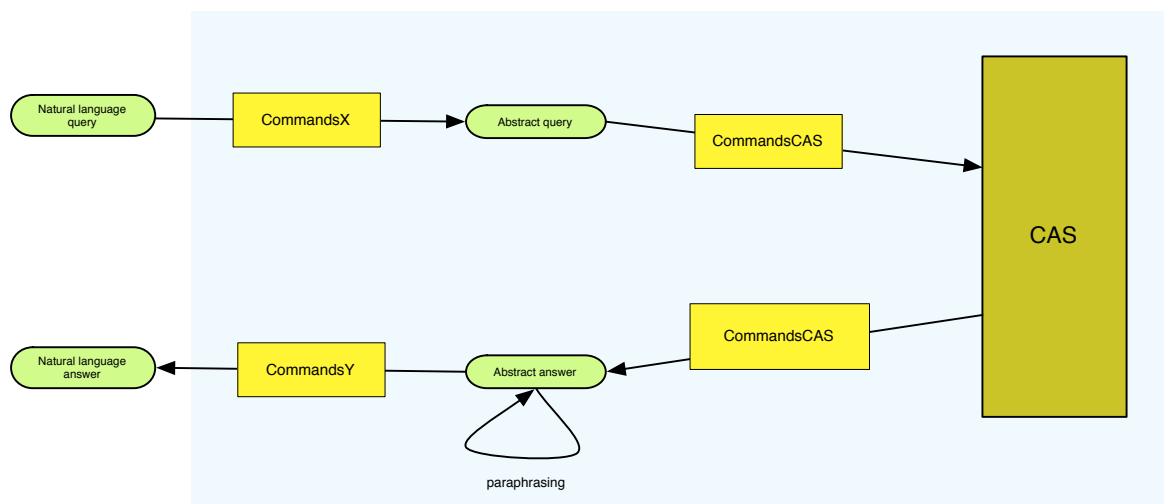 Natural language
query
CommandsX
Abstract query
CommandsCAS
CAS
Natural language
answer
CommandsY
Abstract answer
CommandsCAS
paraphrasing